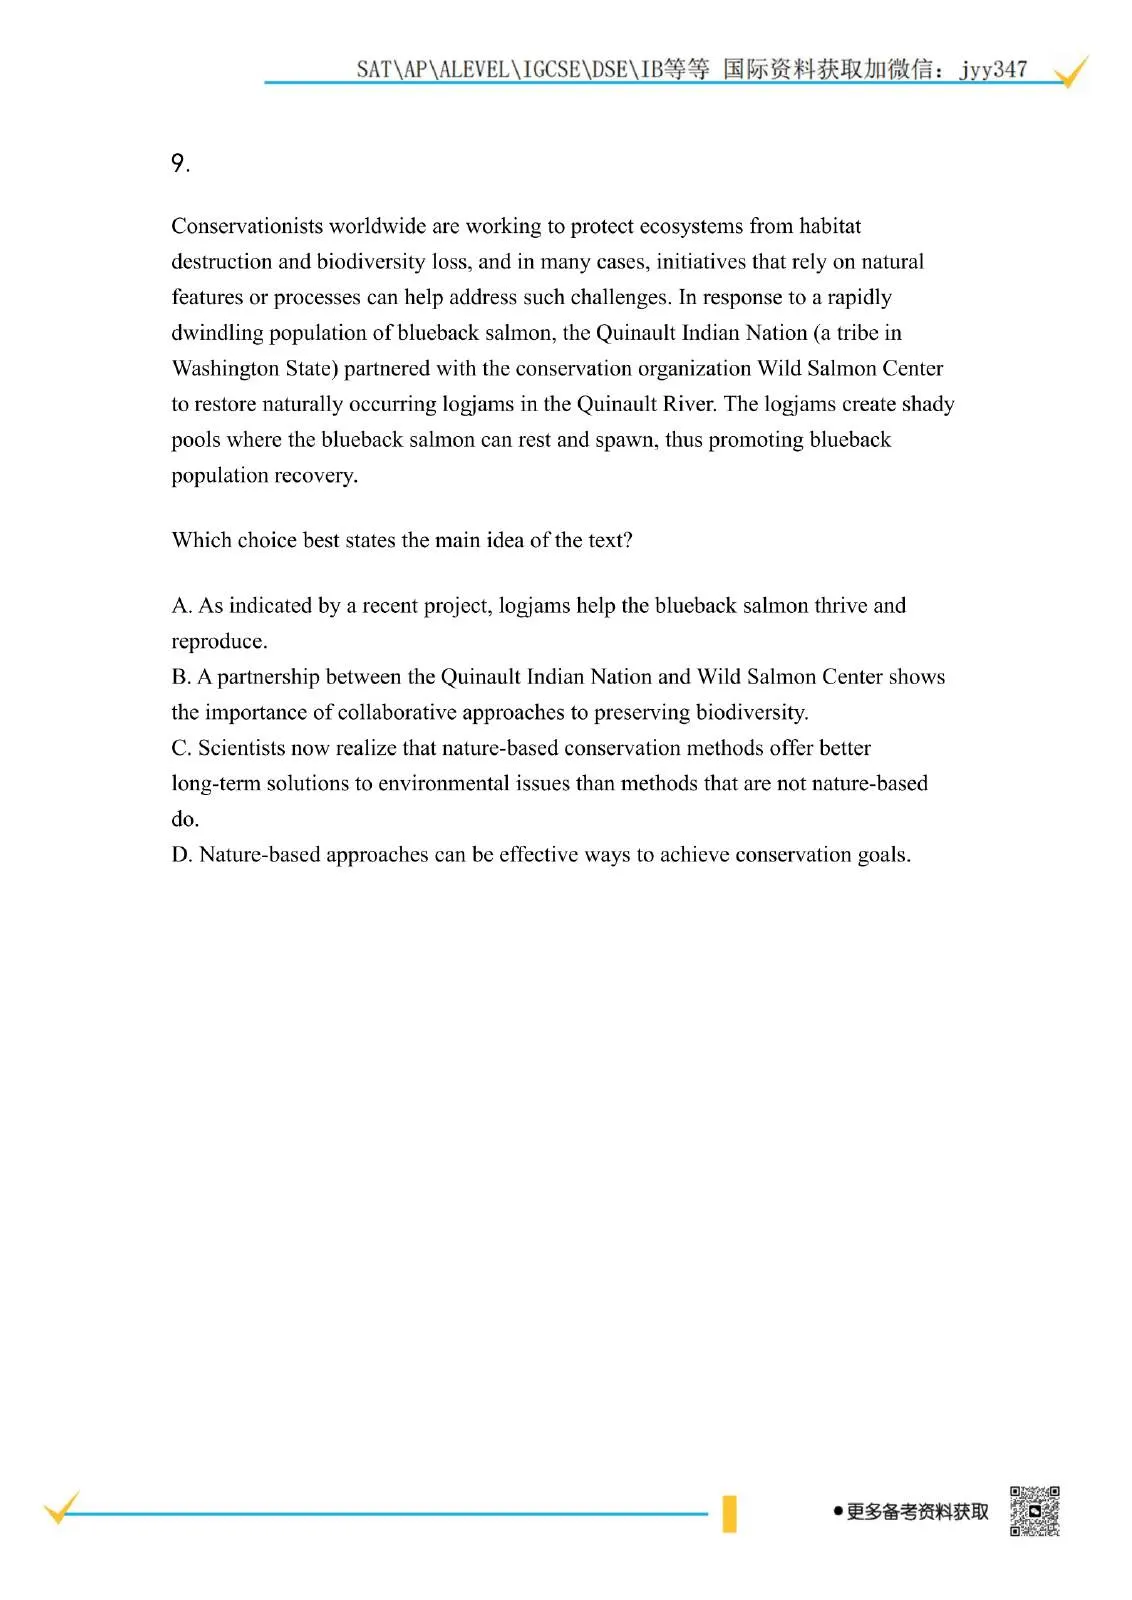 SAT\AP\ALEVEL\IGCSE\DSE\IB等等 国际资料获取加微信：jyy347
9.
Conservationists worldwide are working to protect ecosystems from habitat
destruction and biodiversity loss, and in many cases, initiatives that rely on natural
features or processes can help address such challenges. In response to a rapidly
dwindling population of blueback salmon, the Quinault Indian Nation (a tribe in
Washington State) partnered with the conservation organization Wild Salmon Center
to restore naturally occurring logjams in the Quinault River. The logjams create shady
pools where the blueback salmon can rest and spawn, thus promoting blueback
population recovery.
Which choice best states the main idea of the text?
A. As indicated by a recent project, logjams help the blueback salmon thrive and
reproduce.
B. A partnership between the Quinault Indian Nation and Wild Salmon Center shows
the importance of collaborative approaches to preserving biodiversity.
C. Scientists now realize that nature-based conservation methods offer better
long-term solutions to environmental issues than methods that are not nature-based
do.
D. Nature-based approaches can be effective ways to achieve conservation goals.
●更多备考资料获取